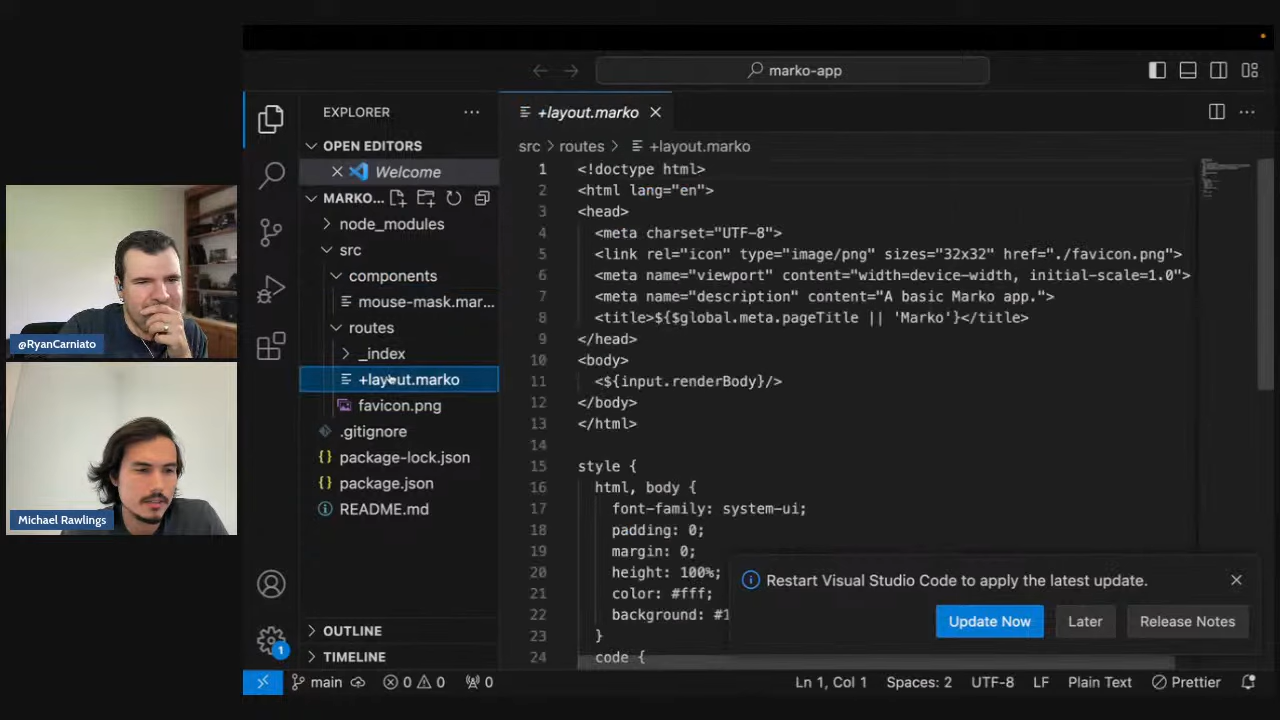 marko-app
EXPLORER
OPEN EDITORS
Welcome
MARKO...
node_modules
src
components
mouse-mask.mar...
routes
_index
+layout.marko
favicon.png
.gitignore
package-lock.json
package.json
README.md
OUTLINE
TIMELINE
+layout.marko
src > routes > +layout.marko
1 <!doctype html>
2 <html lang="en">
3 <head>
4 <meta charset="UTF-8">
5 <link rel="icon" type="image/png" sizes="32x32" href="./favicon.png">
6 <meta name="viewport" content="width=device-width, initial-scale=1.0">
7 <meta name="description" content="A basic Marko app.">
8 <title>${$global.meta.pageTitle || 'Marko'}</title>
9 </head>
10 <body>
11 <${input.renderBody}/>
12 </body>
13 </html>
14
15 style {
16 html, body {
17 font-family: system-ui;
18 padding: 0;
19 margin: 0;
20 height: 100%;
21 color: #fff;
22 background: #1
23 }
24 code {
Restart Visual Studio Code to apply the latest update.
Update Now Later Release Notes
1
main 0 0 0 Ln 1, Col 1 Spaces: 2 UTF-8 LF Plain Text Prettier
@RyanCarniato
Michael Rawlings